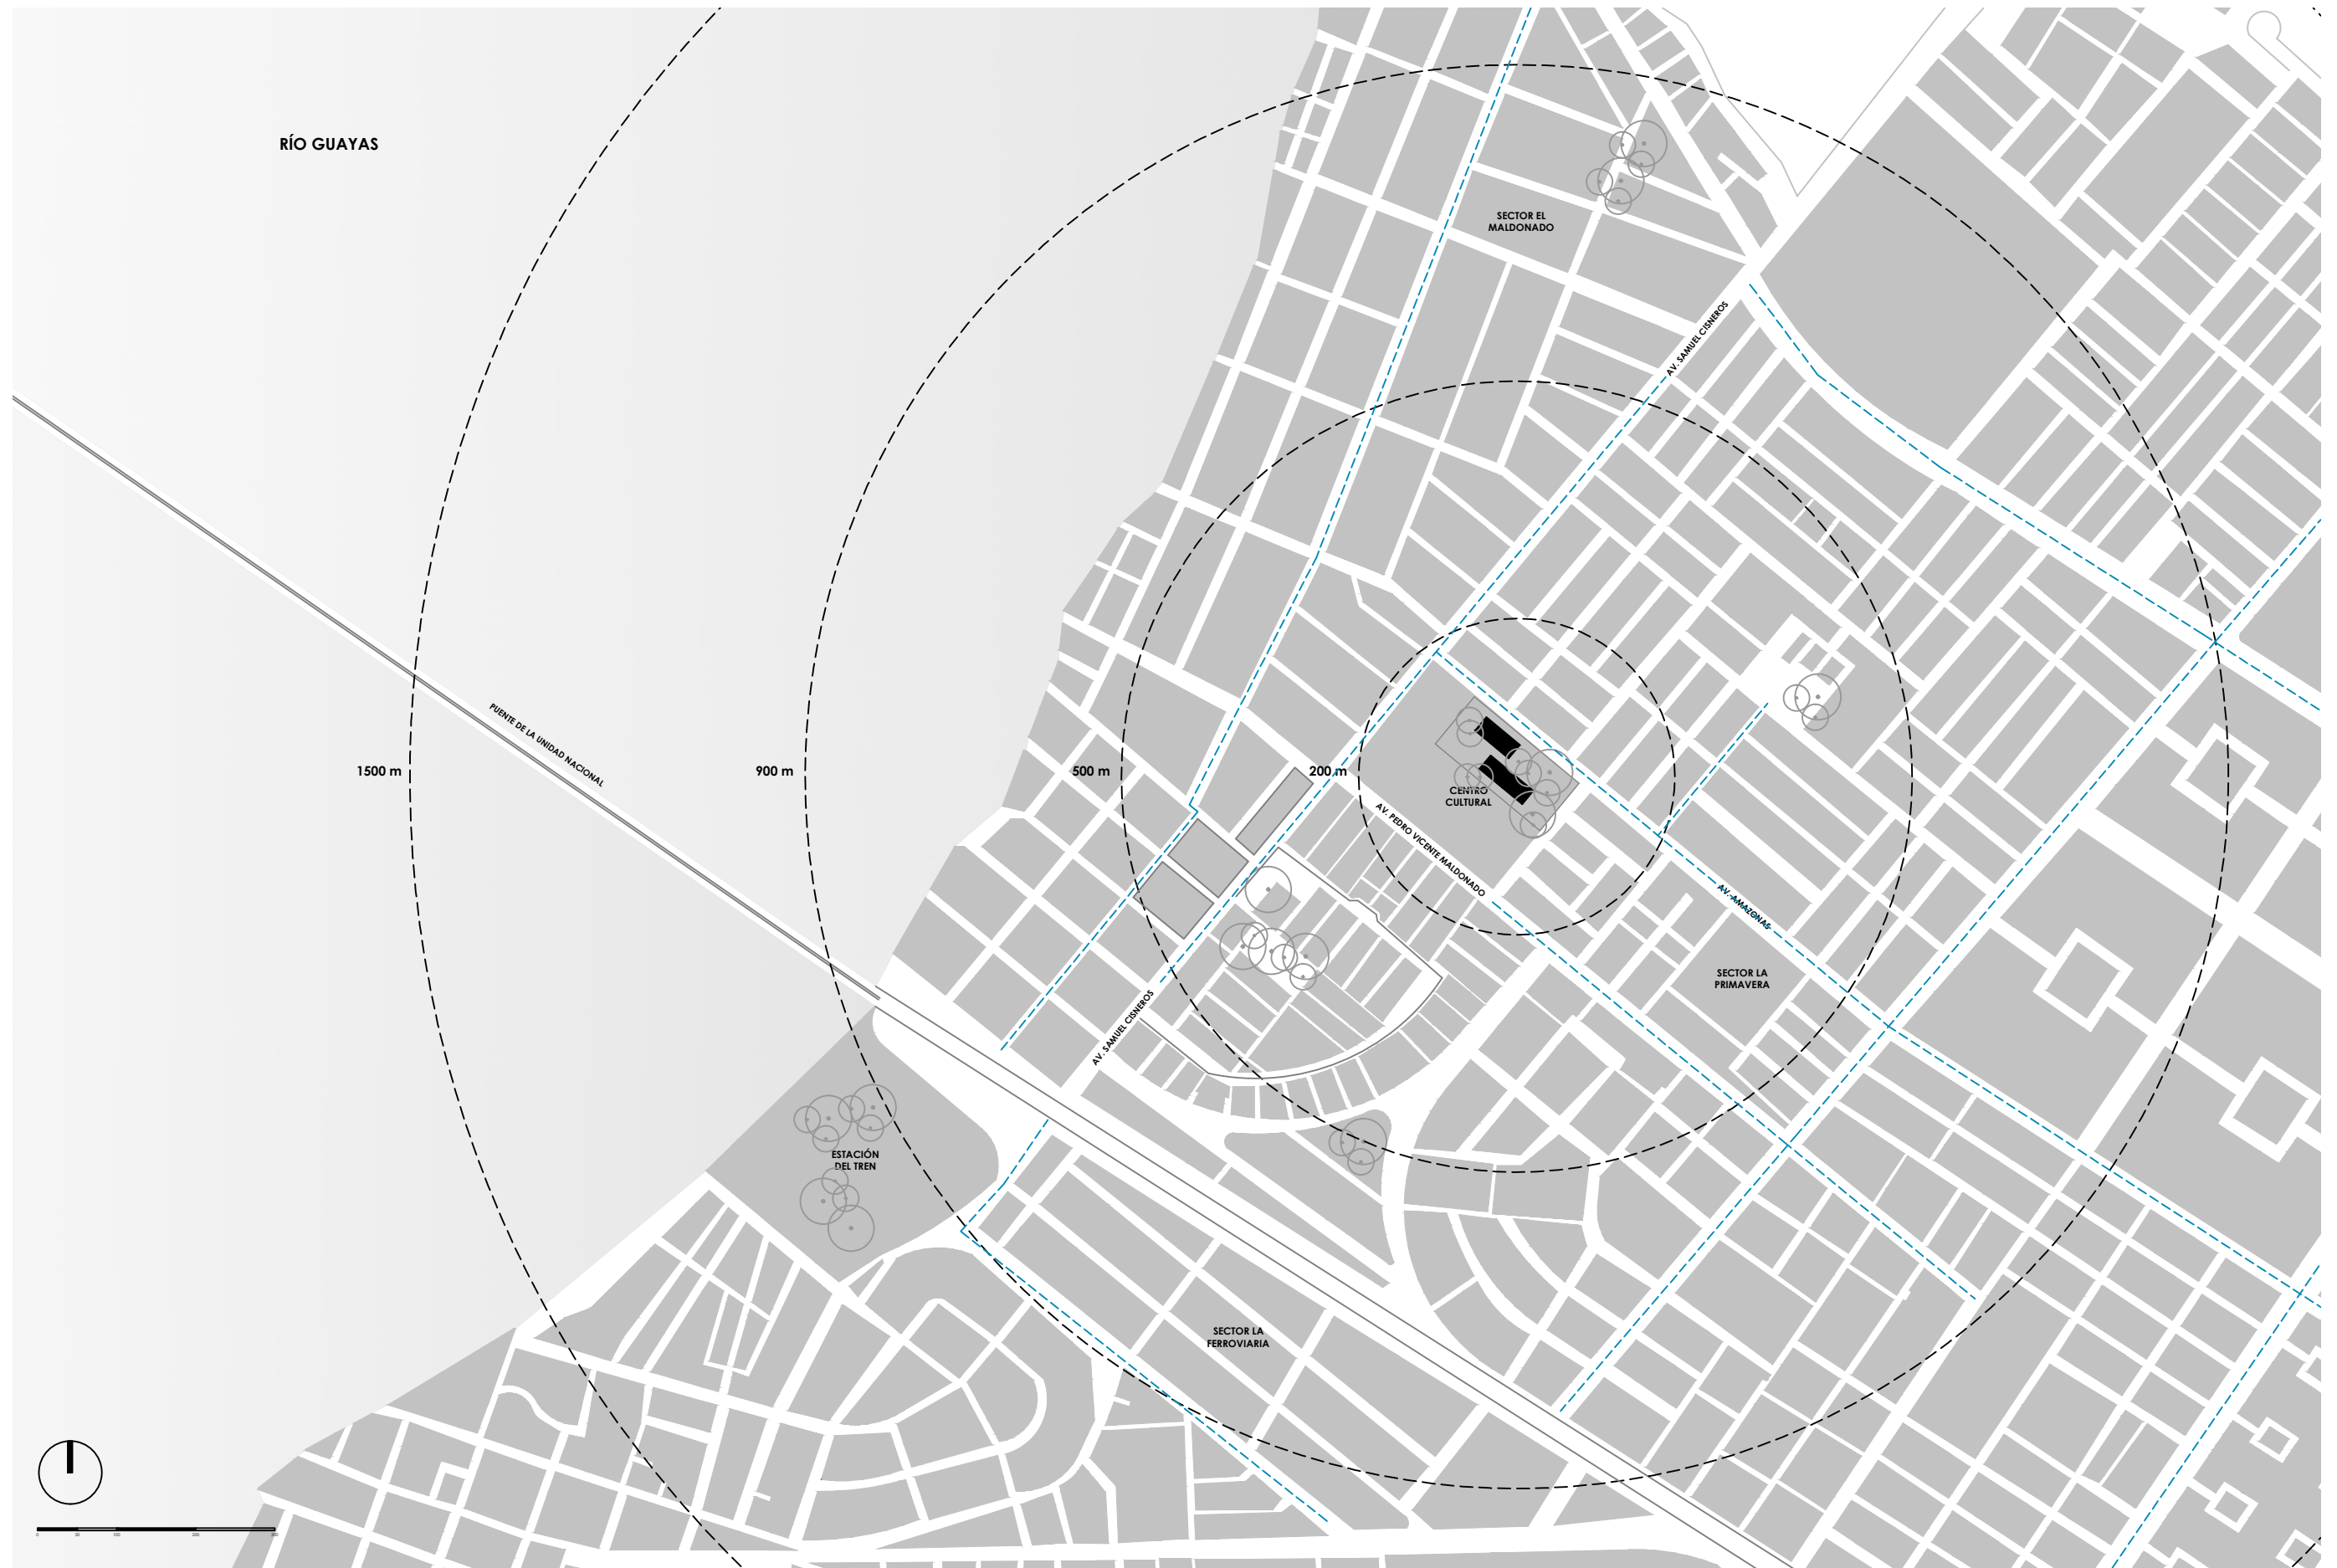 RÍO GUAYAS
SECTOR EL
MALDONADO
AV. SAMUEL CISNEROS
PUENTE DE LA UNIDAD NACIONAL
1500 m
900 m
500 m
200 m
CENTRO
CULTURAL
AV. PEDRO VICENTE MALDONADO
AV. AMAZONAS
SECTOR LA
PRIMAVERA
AV. SAMUEL CISNEROS
ESTACIÓN
DEL TREN
SECTOR LA
FERROVIARIA